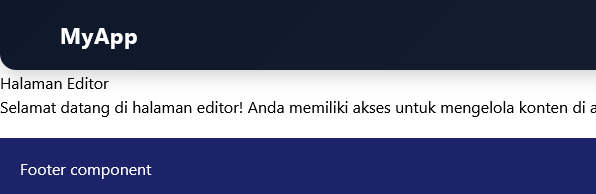 MyApp
Halaman Editor
Selamat datang di halaman editor! Anda memiliki akses untuk mengelola konten di
Footer component